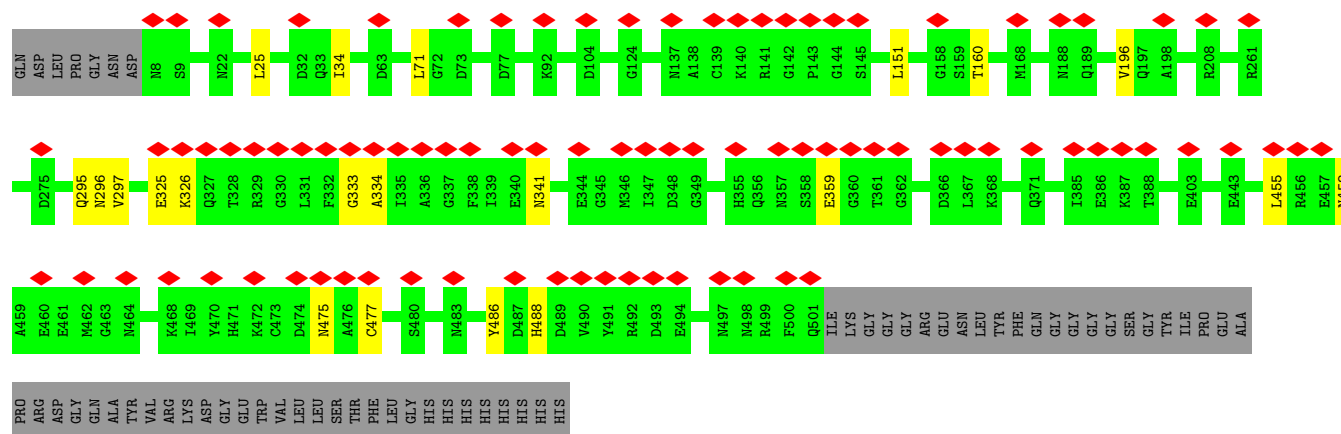 GLN ASP LEU PRO GLY ASN ASP N8 S9 N22 L25 D32 Q33 I34 D63 L71 G72 D73 D77 K92 D104 G124 N137 A138 C139 K140 R141 G142 P143 G144 S145 L151 G158 S159 T160 M168 N188 Q189 V196 Q197 A198 R208 R261
D275 Q295 N296 V297 E325 K326 Q327 T328 R329 G330 L331 F332 G333 A334 I335 A336 G337 F338 I339 E340 N341 E344 G345 M346 I347 D348 G349 H355 Q356 N357 S358 E359 G360 T361 G362 D366 L367 K368 Q371 I385 E386 K387 T388 E403 E443 L455 R456 E457
A459 E460 E461 M462 G463 N464 K468 I469 Y470 H471 K472 C473 D474 N475 A476 C477 S480 N483 Y486 D487 H488 D489 V490 Y491 R492 D493 E494 N497 N498 R499 F500 Q501 ILE LYS GLY GLY GLY ARG GLU ASN LEU TYR PHE GLN GLY GLY GLY GLY SER GLY TYR ILE PRO GLU ALA
PRO ARG ASP GLY GLN ALA TYR VAL ARG LYS ASP GLY GLU TRP VAL LEU LEU SER THR PHE LEU GLY HIS HIS HIS HIS HIS HIS HIS HIS